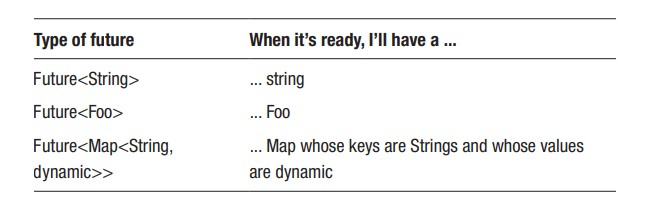 Type of future When it's ready, I'll have a ...
Future<String> ... string
Future<Foo> ... Foo
Future<Map<String, ... Map whose keys are Strings and whose values
dynamic>> are dynamic